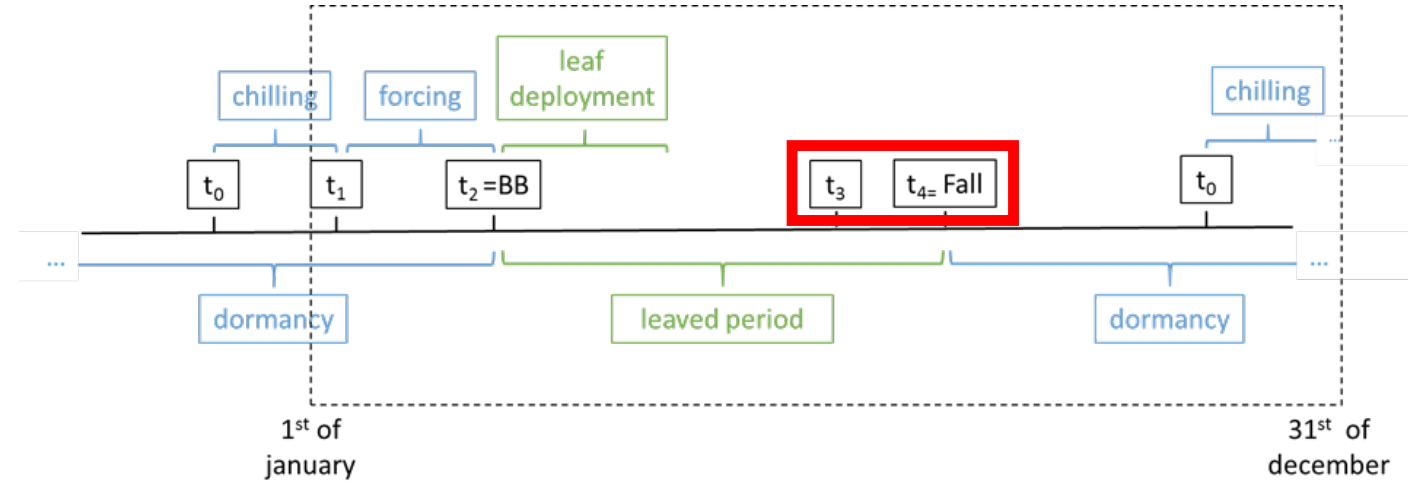 leaf
deployment
chilling
forcing
chilling
...
t0
t1
t2 =BB
t3
t4= Fall
t0
...
...
dormancy
leaved period
dormancy
1st of
january
31st of
december